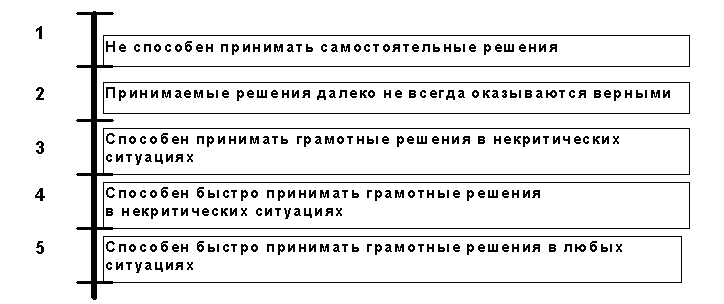 1
Не способен принимать самостоятельные решения
2
Принимаемые решения далеко не всегда оказываются верными
3
Способен принимать грамотные решения в некритических
ситуациях
4
Способен быстро принимать грамотные решения
в некритических ситуациях
5
Способен быстро принимать грамотные решения в любых
ситуациях